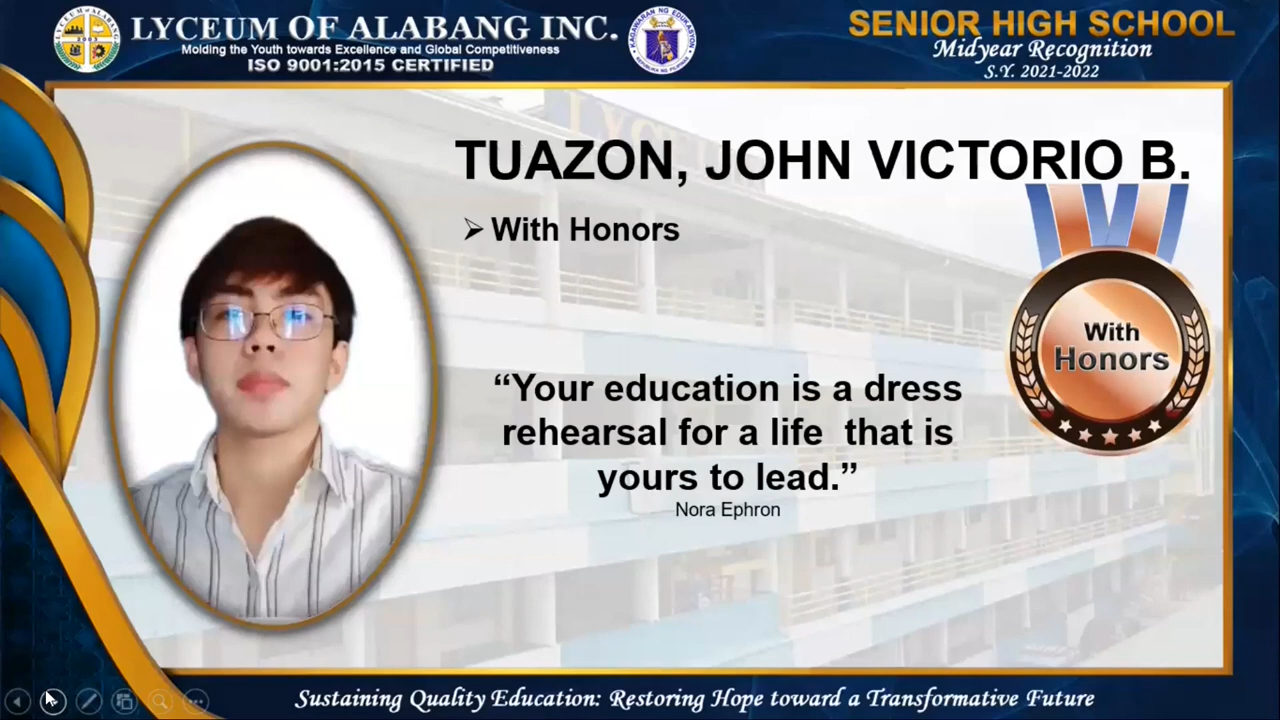 LYCEUM OF ALABANG INC.
Molding the Youth towards Excellence and Global Competitiveness
ISO 9001:2015 CERTIFIED
SENIOR HIGH SCHOOL
Midyear Recognition
S.Y. 2021-2022
TUAZON, JOHN VICTORIO B.
With Honors
With
Honors
“Your education is a dress
rehearsal for a life that is
yours to lead.”
Nora Ephron
Sustaining Quality Education: Restoring Hope toward a Transformative Future